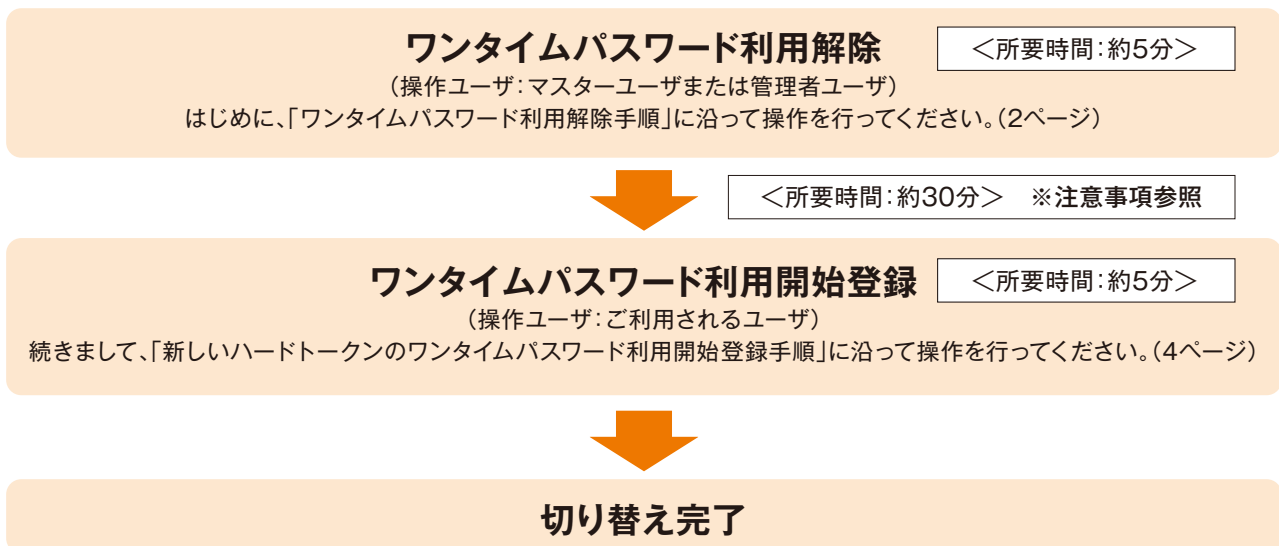 ワンタイムパスワード利用解除
＜所要時間：約5分＞
（操作ユーザ：マスターユーザまたは管理者ユーザ）
はじめに、「ワンタイムパスワード利用解除手順」に沿って操作を行ってください。（2ページ）
＜所要時間：約30分＞　※注意事項参照
ワンタイムパスワード利用開始登録
＜所要時間：約5分＞
（操作ユーザ：ご利用されるユーザ）
続きまして、「新しいハードトークンのワンタイムパスワード利用開始登録手順」に沿って操作を行ってください。（4ページ）
切り替え完了